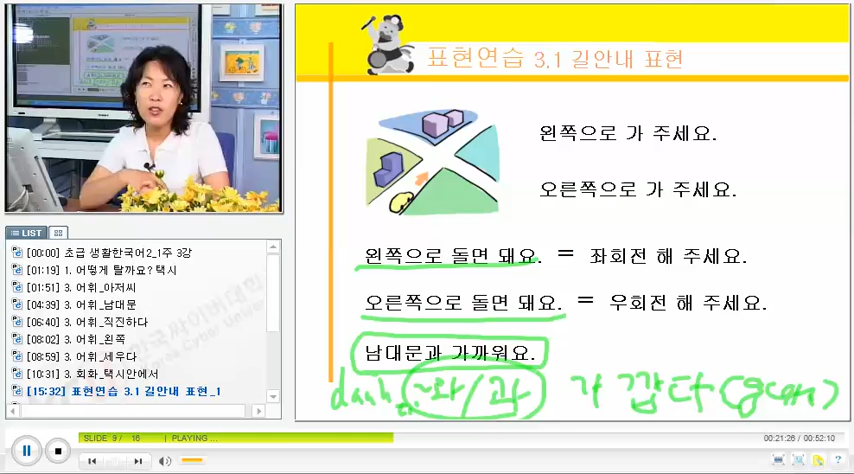 표현연습 3.1 길안내 표현
왼쪽으로 가 주세요.
오른쪽으로 가 주세요.
왼쪽으로 돌면 돼요. = 좌회전 해 주세요.
오른쪽으로 돌면 돼요. = 우회전 해 주세요.
남대문과 가까워요.
~와/과 가깝다
LIST
[00:00] 초급 생활한국어2_1주 3강
[01:19] 1. 어떻게 탈까요? 택시
[01:51] 3. 어휘_아저씨
[04:39] 3. 어휘_남대문
[06:40] 3. 어휘_직진하다
[08:02] 3. 어휘_왼쪽
[08:59] 3. 어휘_세우다
[10:31] 3. 회화_택시안에서
[15:32] 표현연습 3.1 길안내 표현_1
SLIDE 9 / 16 | PLAYING ...
00:21:26 / 00:52:10